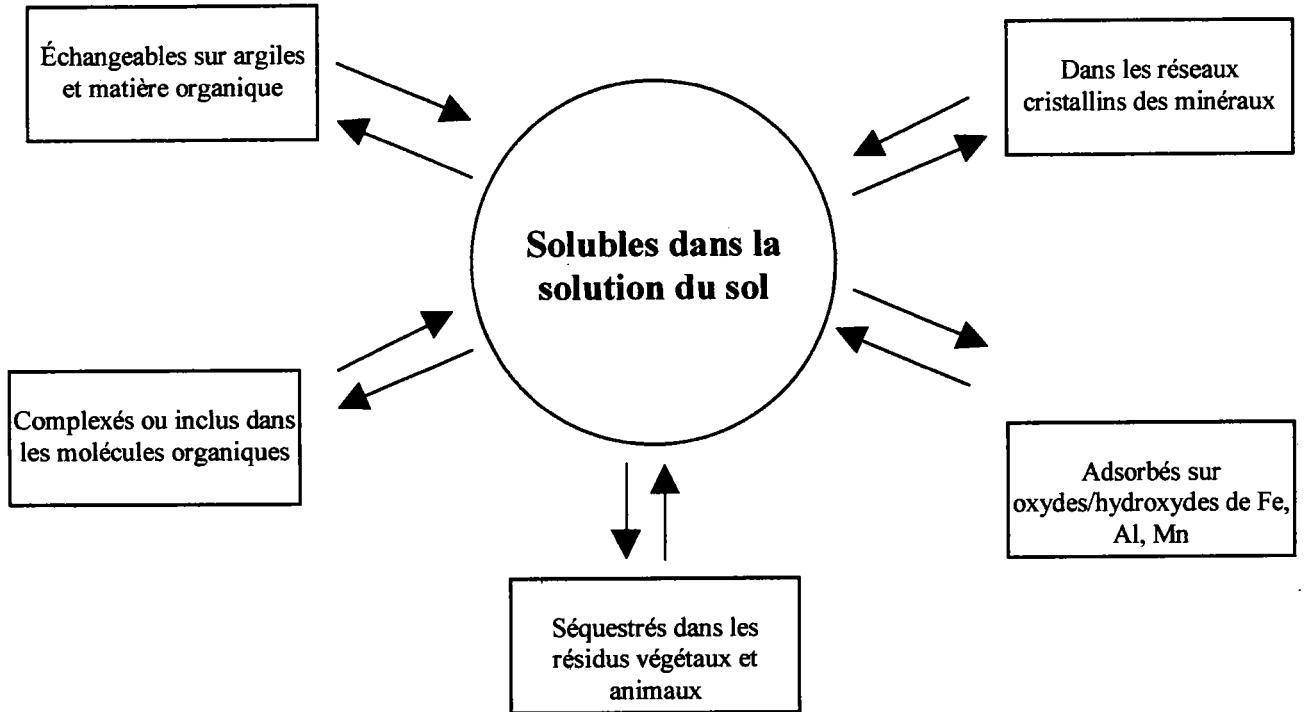 Échangeables sur argiles
et matière organique
Dans les réseaux
cristallins des minéraux
Solubles dans la
solution du sol
Complexés ou inclus dans
les molécules organiques
Adsorbés sur
oxydes/hydroxydes de Fe,
Al, Mn
Séquestrés dans les
résidus végétaux et
animaux